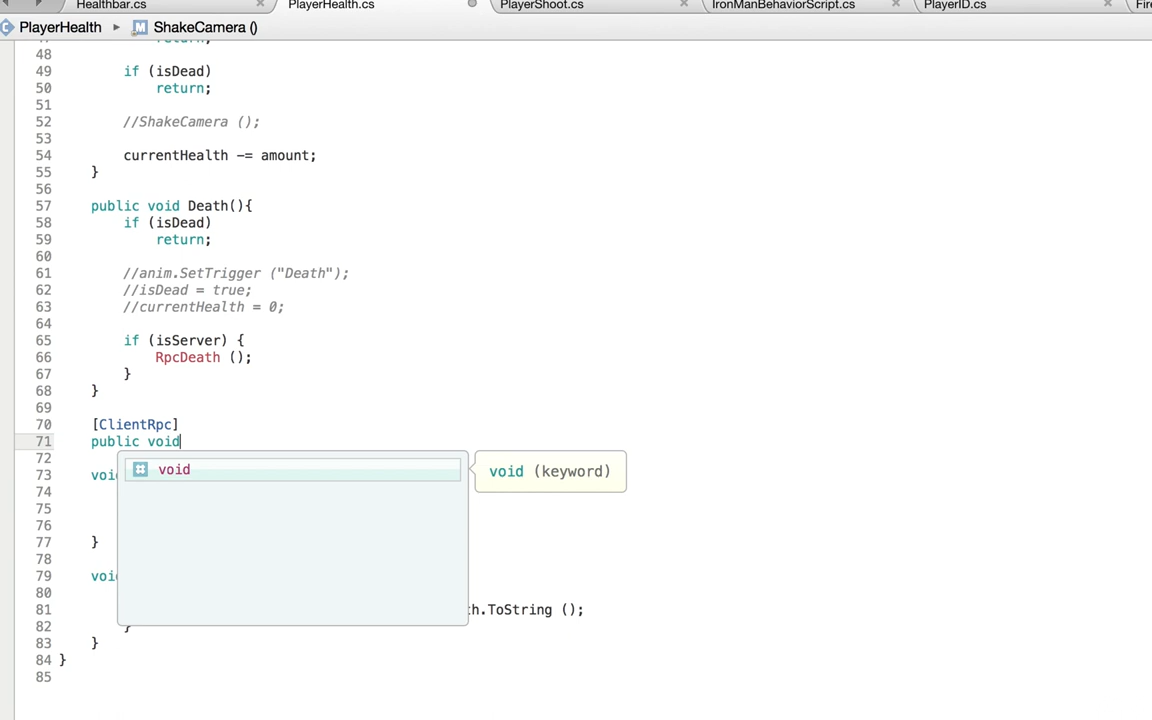 Healthbar.cs PlayerHealth.cs PlayerShoot.cs IronManBehaviorScript.cs PlayerID.cs
PlayerHealth ShakeCamera ()
return;
48
49 if (isDead)
50 return;
51
52 //ShakeCamera ();
53
54 currentHealth -= amount;
55 }
56
57 public void Death(){
58 if (isDead)
59 return;
60
61 //anim.SetTrigger ("Death");
62 //isDead = true;
63 //currentHealth = 0;
64
65 if (isServer) {
66 RpcDeath ();
67 }
68 }
69
70 [ClientRpc]
71 public void
72
void void (keyword)
73
74
75
76
77 }
78
79
80
81 .ToString ();
82 }
83 }
84 }
85